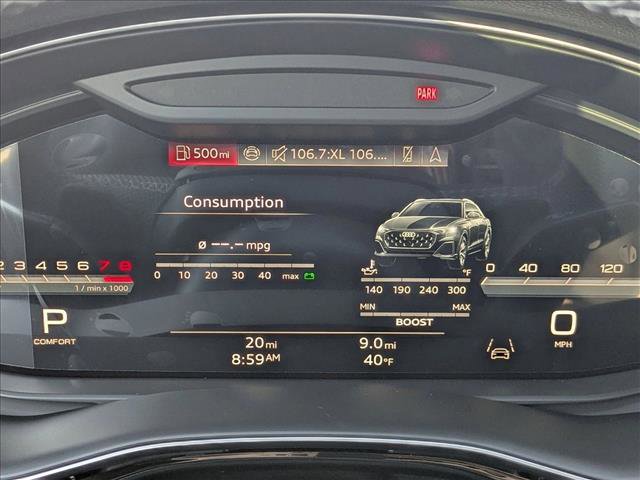 PARK
500mi 106.7:XL 106....
Consumption
ø --.- mpg
0 10 20 30 40 max
2 3 4 5 6 7 8
1 / min x 1000
°F
140 190 240 300
0 40 80 120
MIN MAX
BOOST
P
COMFORT
0
MPH
20mi 9.0mi
8:59AM 40°F